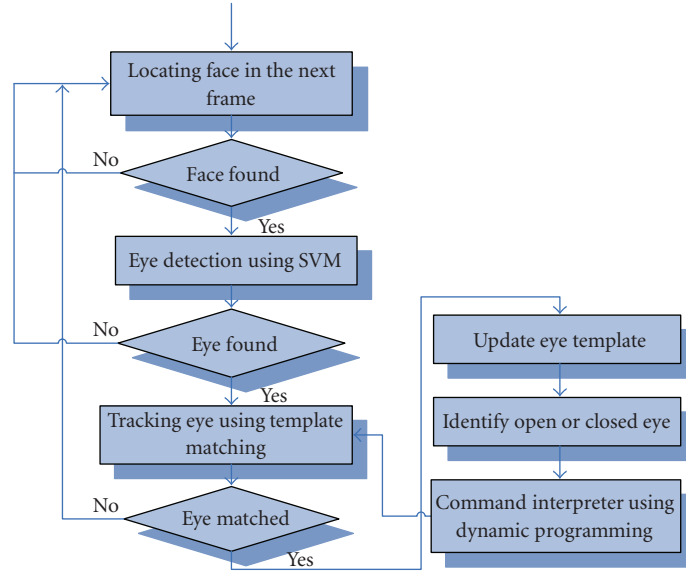 Locating face in the next
frame
No
Face found
Yes
Eye detection using SVM
No
Eye found
Yes
Tracking eye using template
matching
No
Eye matched
Yes
Update eye template
Identify open or closed eye
Command interpreter using
dynamic programming